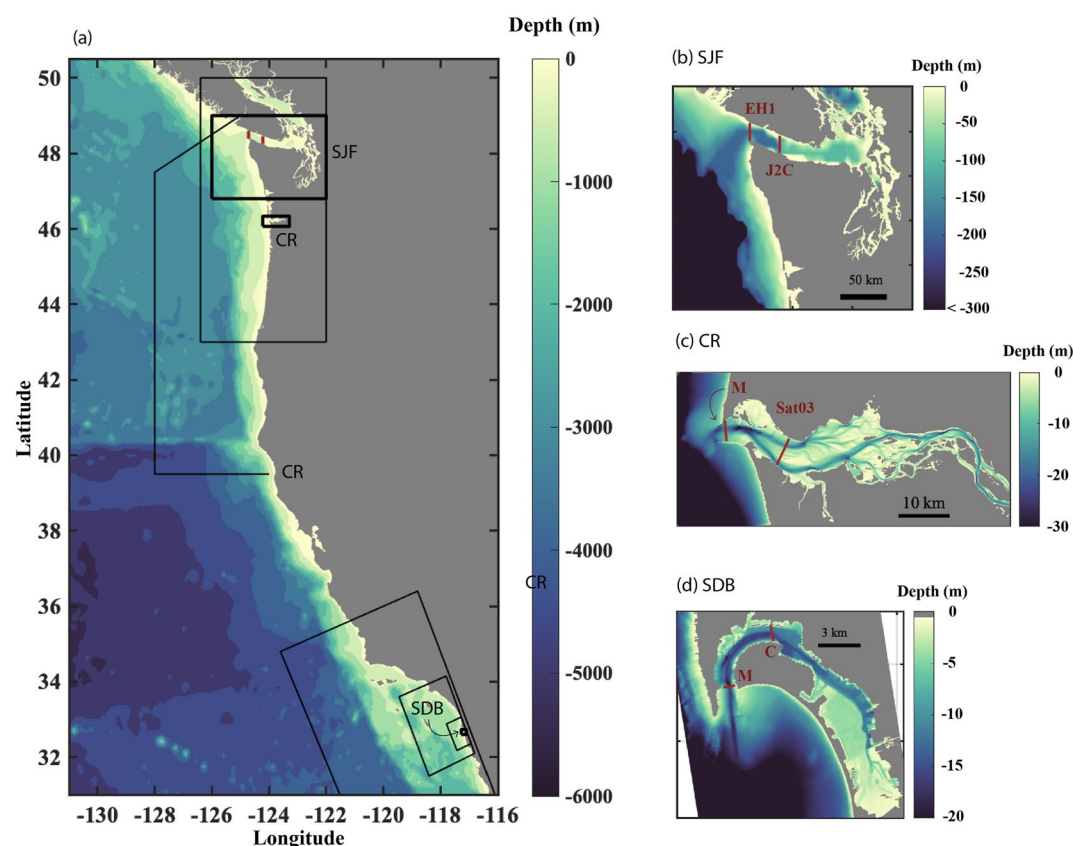 (a)
Depth (m)
0
-1000
-2000
-3000
-4000
-5000
-6000
50
48
46
44
42
40
38
36
34
32
Latitude
-130
-128
-126
-124
-122
-120
-118
-116
Longitude
SJF
CR
CR
CR
SDB
(b) SJF
Depth (m)
EH1
J2C
50 km
0
-50
-100
-150
-200
-250
< -300
(c) CR
Depth (m)
M
Sat03
10 km
0
-10
-20
-30
(d) SDB
Depth (m)
3 km
C
M
0
-5
-10
-15
-20